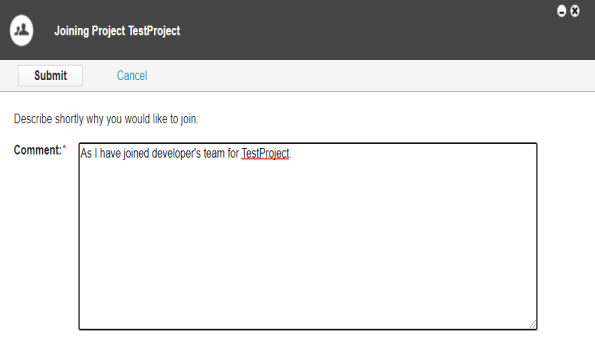 Joining Project TestProject
Submit Cancel
Describe shortly why you would like to join.
Comment:* As I have joined developer's team for TestProject.